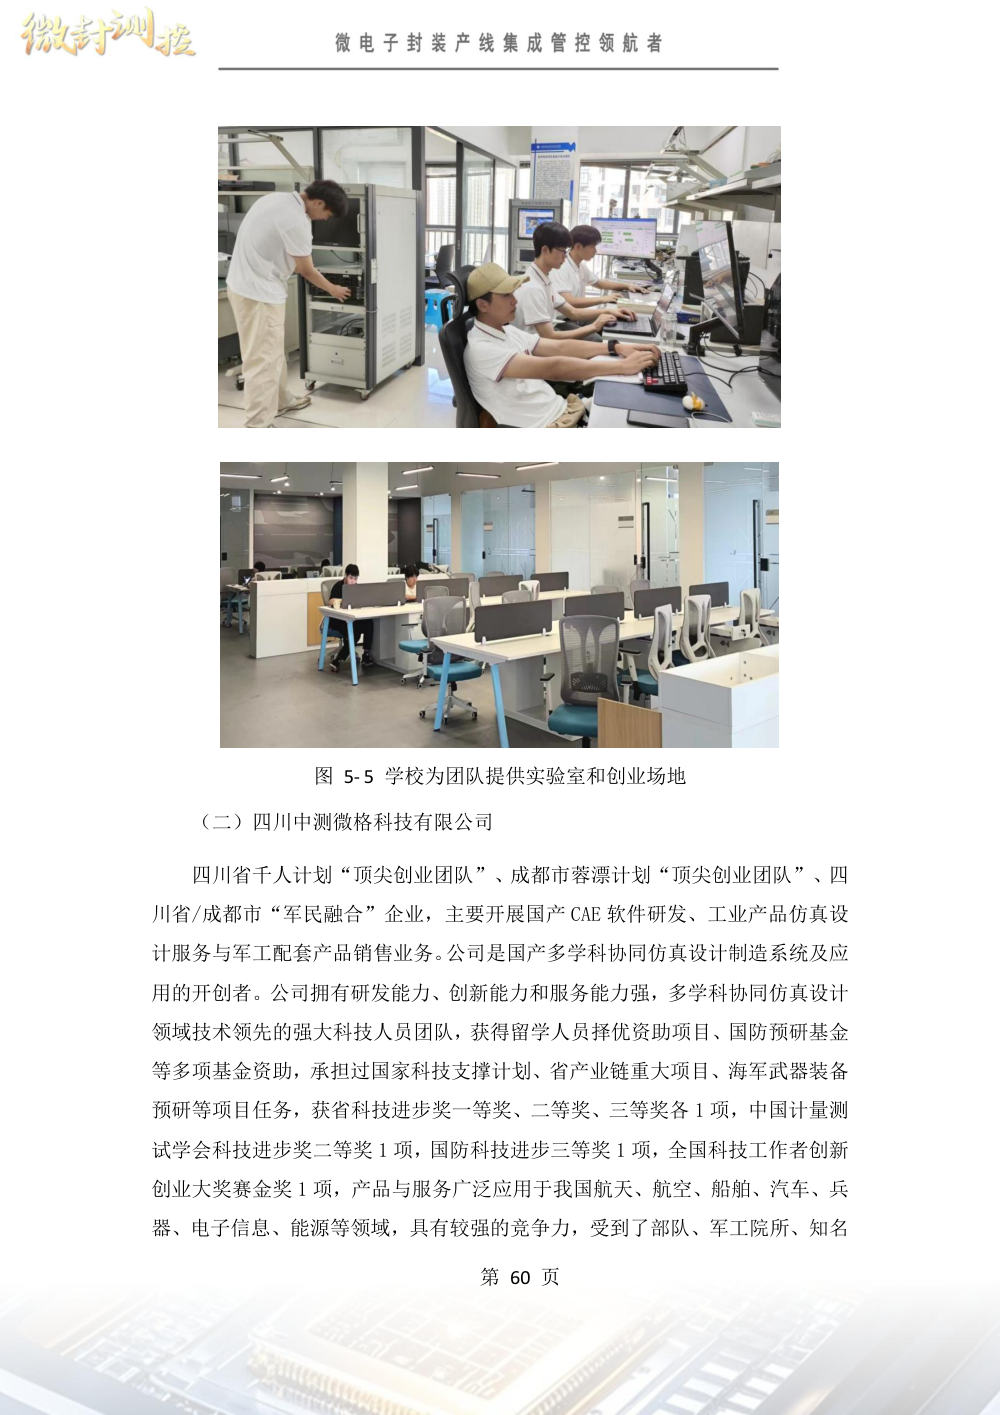 微封测控
微电子封装产线集成管控领航者
图 5-5 学校为团队提供实验室和创业场地
（二）四川中测微格科技有限公司
四川省千人计划“顶尖创业团队”、成都市蓉漂计划“顶尖创业团队”、四
川省/成都市“军民融合”企业，主要开展国产 CAE 软件研发、工业产品仿真设
计服务与军工配套产品销售业务。公司是国产多学科协同仿真设计制造系统及应
用的开创者。公司拥有研发能力、创新能力和服务能力强，多学科协同仿真设计
领域技术领先的强大科技人员团队，获得留学人员择优资助项目、国防预研基金
等多项基金资助，承担过国家科技支撑计划、省产业链重大项目、海军武器装备
预研等项目任务，获省科技进步奖一等奖、二等奖、三等奖各 1 项，中国计量测
试学会科技进步奖二等奖 1 项，国防科技进步三等奖 1 项，全国科技工作者创新
创业大奖赛金奖 1 项，产品与服务广泛应用于我国航天、航空、船舶、汽车、兵
器、电子信息、能源等领域，具有较强的竞争力，受到了部队、军工院所、知名
第 60 页